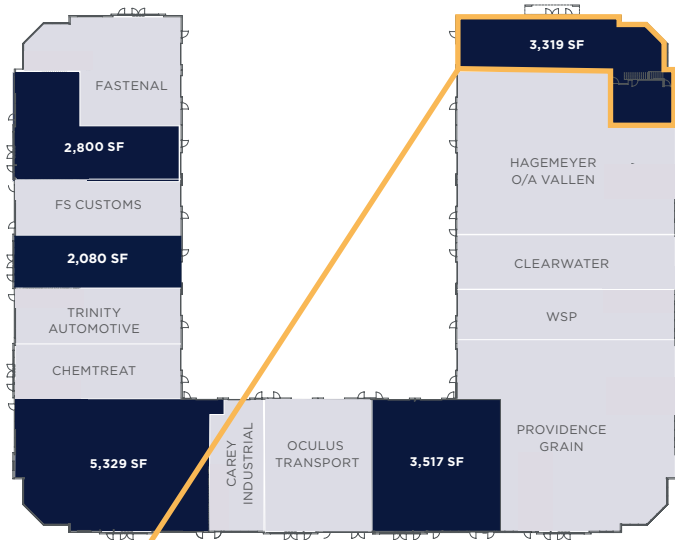 3,319 SF
FASTENAL
2,800 SF
HAGEMEYER
O/A VALLEN
FS CUSTOMS
2,080 SF
CLEARWATER
TRINITY
AUTOMOTIVE
WSP
CHEMTREAT
5,329 SF
CAREY
INDUSTRIAL
OCULUS
TRANSPORT
3,517 SF
PROVIDENCE
GRAIN